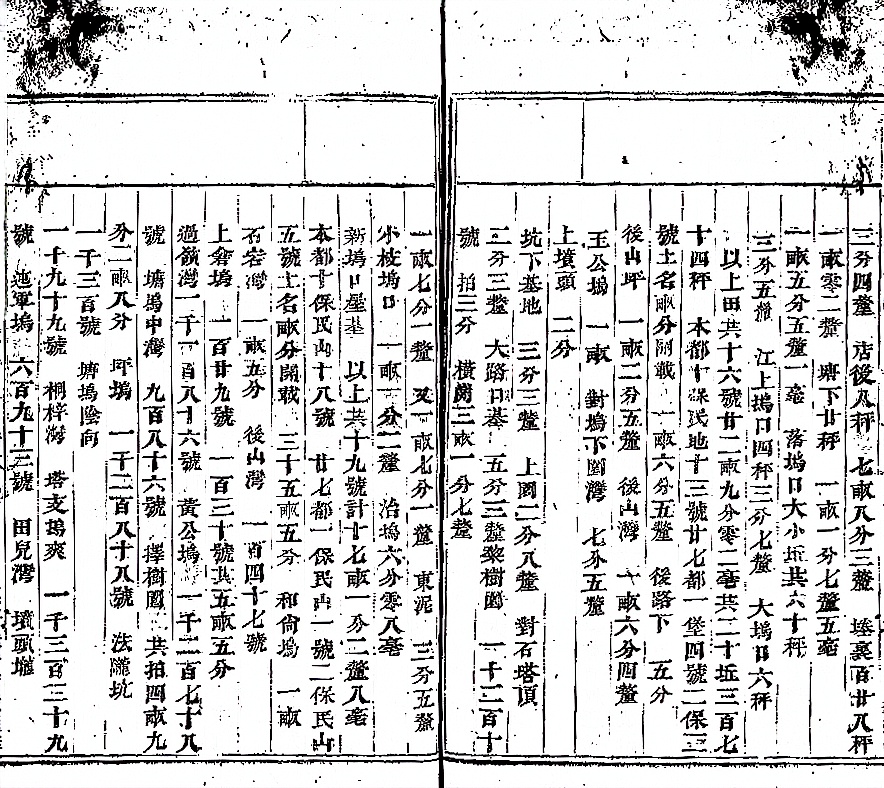 三分四釐 店後八秤 七畝八分三釐 塝裏百廿八秤
一畝零二釐 塘下廿秤 一畝一分七釐五毫
一畝五分五釐一毫 落塢口大小坵共六十秤
三分五釐 江上塢口四秤三分七釐 大塢口六秤
以上田共十六號廿二畝九分零二毫共二十坵三百七
十四秤 本都十保民地十三號廿七都一堡四號二保三
號土名畝分開載 一畝六分五釐 後路下 五分
後山坪 一畝二分五釐 後山灣 一畝六分四釐
王公塢 一畝 對塢下園灣 七分五釐
上墳頭 二分
坑下基地 三分三釐 上園二分八釐 對石塔頂
二分三釐 大路口墓 五分三釐棃樹園 一千二百十
號 拍三分 橫茵三畝一分七釐
一畝七分一釐 又一畝七分一釐 東泥 三分五釐
小枝塢口 一畝一分二釐 冶塢六分零八毫
新塢口屋基 以上共十九號計廿七畝一分二釐八毫
本都十保民山十八號 廿七都一保民山一號二保民山
五號土名畝分開載 三十五畝五分 和尙塢 一畝
石宕灣 一畝五分 後山灣 一百四十七號
上倉塢 一百廿九號 一百三十號共五畝五分
過嶺灣一千一百八十六號 黃公塢 一千二百七十八
號 塘塢中灣 九百八十六號 擇樹園 共拍四畝九
分二畝八分 坪塢 一千二百八十八號 法隴坑
一千三百號 塝塢陰向
一千九十九號 桐梓灣 塔支塢爽 一千三百二十九
號 進軍塢 六百九十三號 田兒灣 墳頭壠